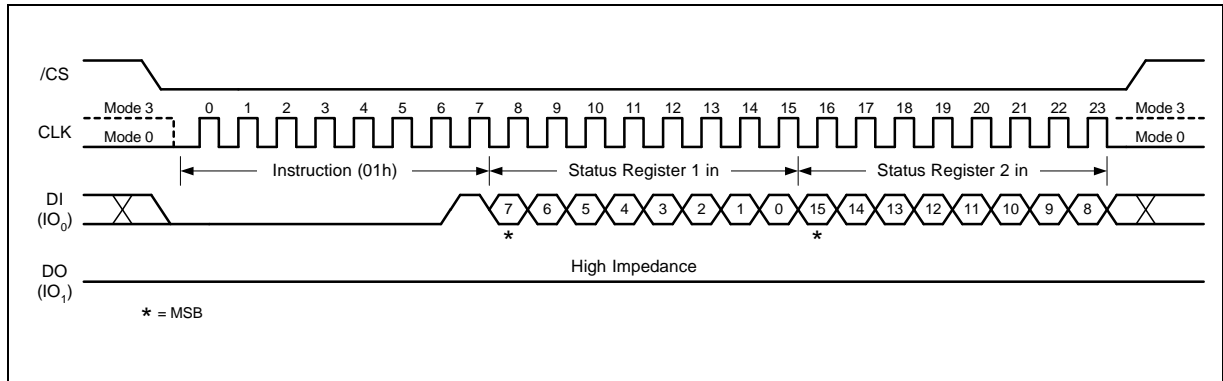 /CS
Mode 3 0 1 2 3 4 5 6 7 8 9 10 11 12 13 14 15 16 17 18 19 20 21 22 23 Mode 3
CLK
Mode 0 Mode 0
Instruction (01h) Status Register 1 in Status Register 2 in
DI
(IO0)
7 6 5 4 3 2 1 0 15 14 13 12 11 10 9 8
* *
High Impedance
DO
(IO1)
* = MSB